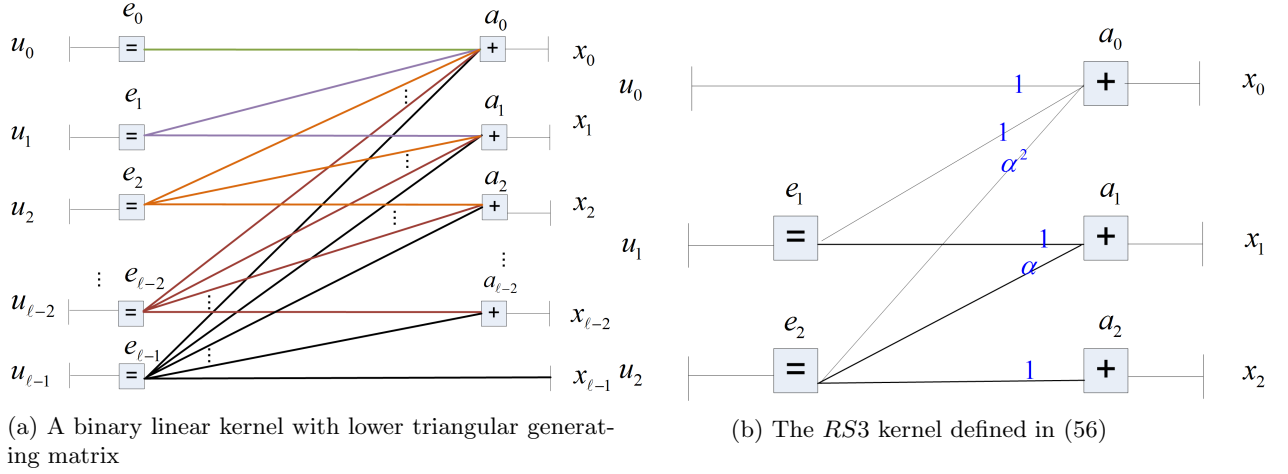 e₀ a₀
u₀ = + x₀
e₁ a₁
u₁ = + x₁
e₂ a₂
u₂ = + x₂
e_{ℓ−2} a_{ℓ−2}
u_{ℓ−2} = + x_{ℓ−2}
e_{ℓ−1}
u_{ℓ−1} = x_{ℓ−1}
(a) A binary linear kernel with lower triangular generat-
ing matrix
a₀
u₀ 1 + x₀
1
α²
e₁ a₁
u₁ = 1 + x₁
α
e₂ a₂
u₂ = 1 + x₂
(b) The RS3 kernel defined in (56)